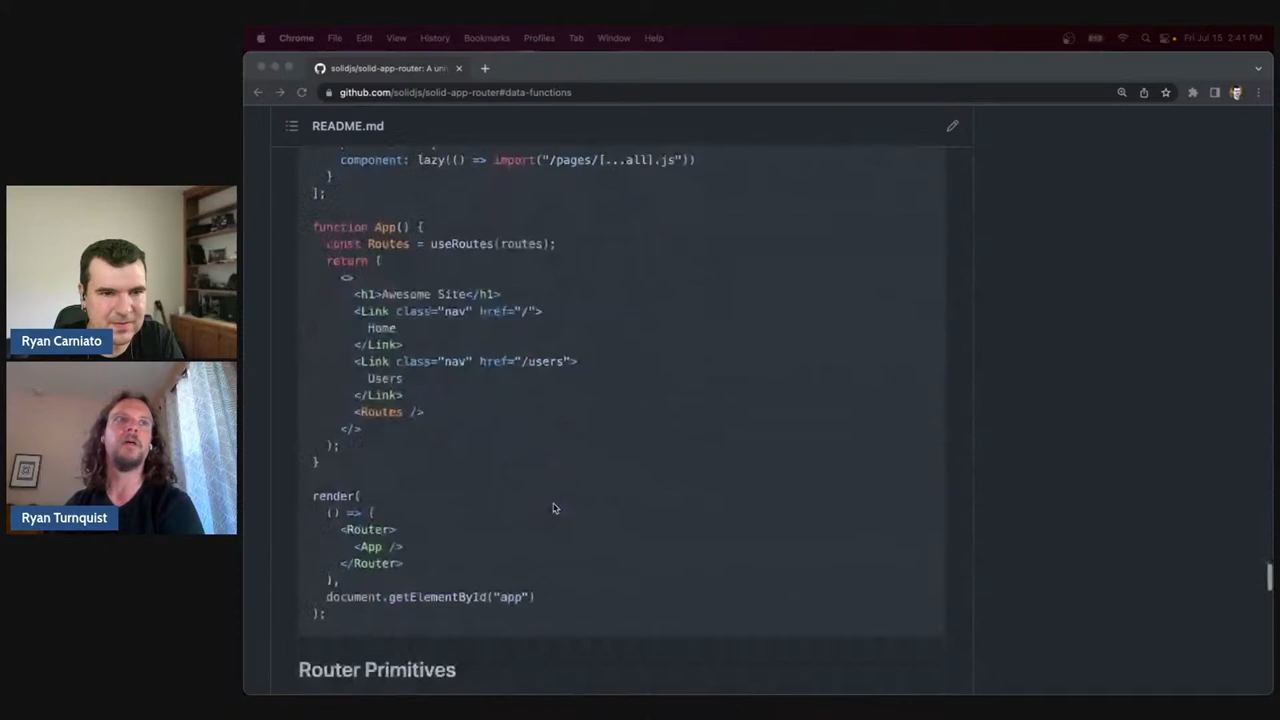 Chrome File Edit View History Bookmarks Profiles Tab Window Help Fri Jul 15 2:41 PM
solidjs/solid-app-router: A uni
github.com/solidjs/solid-app-router#data-functions
README.md
component: lazy(() => import("/pages/[...all].js"))
}
];
function App() {
const Routes = useRoutes(routes);
return (
<>
<h1>Awesome Site</h1>
<Link class="nav" href="/">
Home
</Link>
<Link class="nav" href="/users">
Users
</Link>
<Routes />
</>
);
}
render(
() => {
<Router>
<App />
</Router>
),
document.getElementById("app")
);
Router Primitives
Ryan Carniato
Ryan Turnquist